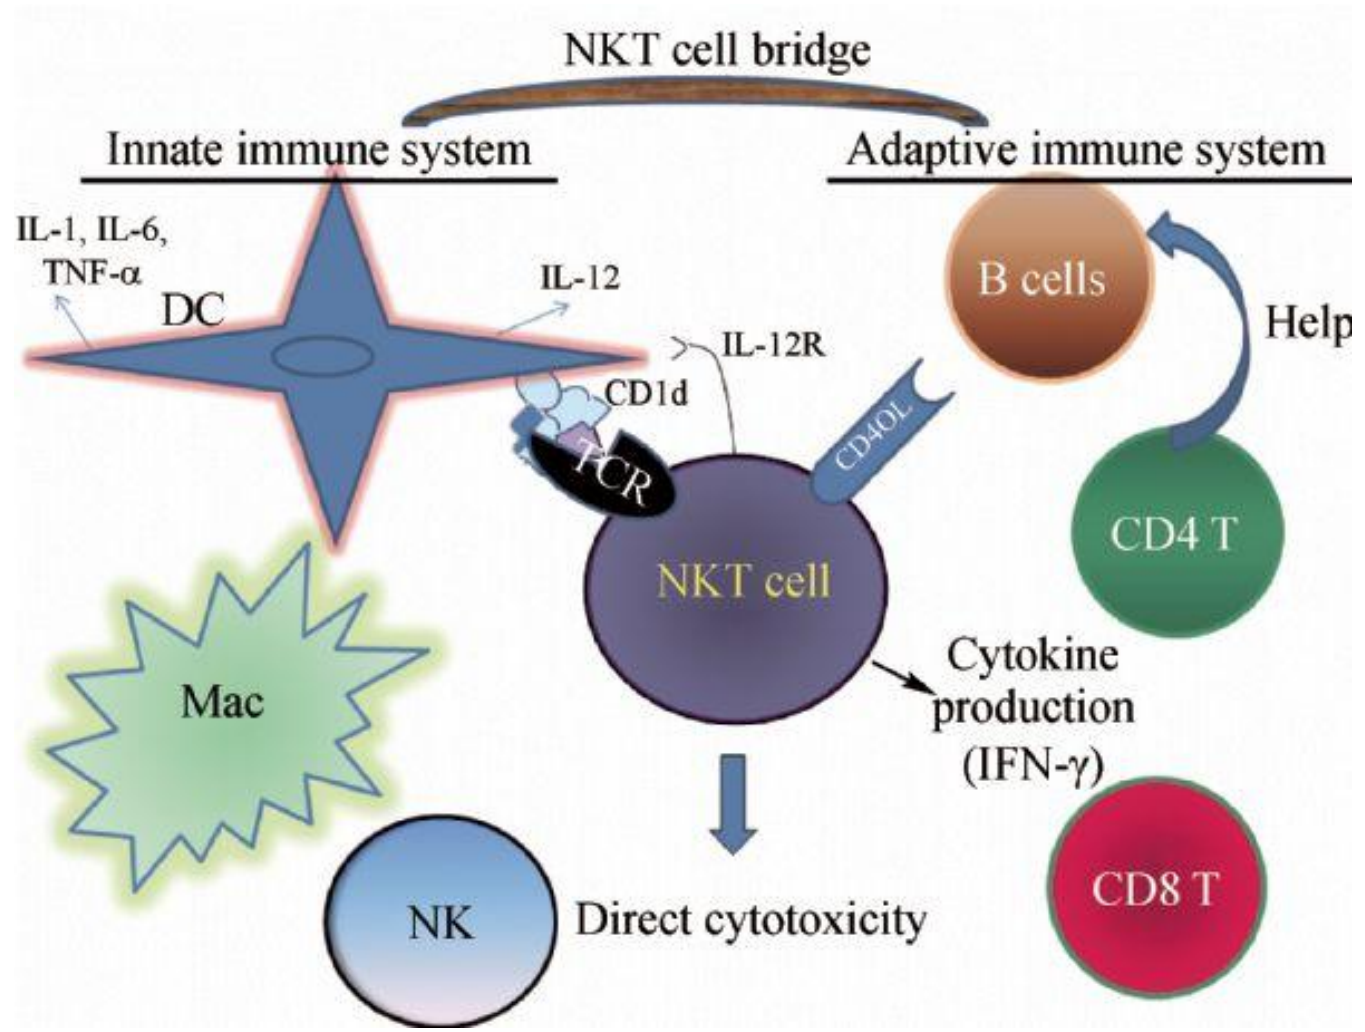 NKT cell bridge
Innate immune system
Adaptive immune system
IL-1, IL-6,
TNF-α
DC
IL-12
IL-12R
CD1d
TCR
CD4OL
B cells
Help
CD4 T
NKT cell
Mac
Cytokine
production
(IFN-γ)
NK
Direct cytotoxicity
CD8 T